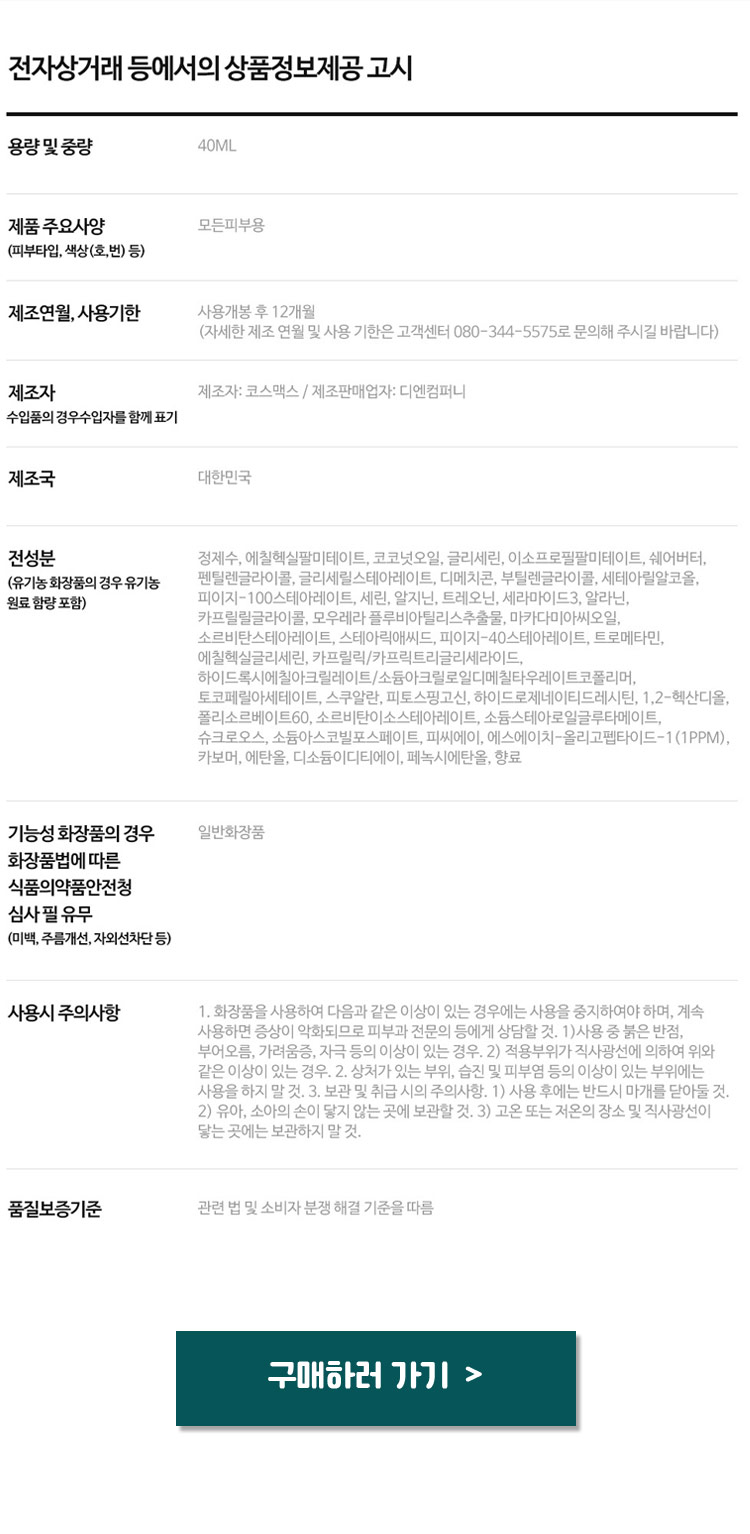 전자상거래 등에서의 상품정보제공 고시
용량 및 중량
40ML
제품 주요사양
(피부타입, 색상(호,번) 등)
모든피부용
제조연월, 사용기한
사용개봉 후 12개월
(자세한 제조 연월 및 사용 기한은 고객센터 080-344-5575로 문의해 주시길 바랍니다)
제조자
수입품의 경우수입자를 함께 표기
제조자: 코스맥스 / 제조판매업자: 디엔컴퍼니
제조국
대한민국
전성분
(유기농 화장품의 경우 유기농
원료 함량 포함)
정제수, 에칠헥실팔미테이트, 코코넛오일, 글리세린, 이소프로필팔미테이트, 쉐어버터,
펜틸렌글라이콜, 글리세릴스테아레이트, 디메치콘, 부틸렌글라이콜, 세테아릴알코올,
피이지-100스테아레이트, 세린, 알지닌, 트레오닌, 세라마이드3, 알라닌,
카프릴릴글라이콜, 모우레라 플루비아틸리스추출물, 마카다미아씨오일,
소르비탄스테아레이트, 스테아릭애씨드, 피이지-40스테아레이트, 트로메타민,
에칠헥실글리세린, 카프릴릭/카프릭트리글리세라이드,
하이드록시에칠아크릴레이트/소듐아크릴로일디메칠타우레이트코폴리머,
토코페릴아세테이트, 스쿠알란, 피토스핑고신, 하이드로제네이티드레시틴, 1,2-헥산디올,
폴리소르베이트60, 소르비탄이소스테아레이트, 소듐스테아로일글루타메이트,
슈크로오스, 소듐아스코빌포스페이트, 피씨에이, 에스에이치-올리고펩타이드-1(1PPM),
카보머, 에탄올, 디소듐이디티에이, 페녹시에탄올, 향료
기능성 화장품의 경우
화장품법에 따른
식품의약품안전청
심사 필 유무
(미백, 주름개선, 자외선차단 등)
일반화장품
사용시 주의사항
1. 화장품을 사용하여 다음과 같은 이상이 있는 경우에는 사용을 중지하여야 하며, 계속
사용하면 증상이 악화되므로 피부과 전문의 등에게 상담할 것. 1)사용 중 붉은 반점,
부어오름, 가려움증, 자극 등의 이상이 있는 경우. 2) 적용부위가 직사광선에 의하여 위와
같은 이상이 있는 경우. 2. 상처가 있는 부위, 습진 및 피부염 등의 이상이 있는 부위에는
사용을 하지 말 것. 3. 보관 및 취급 시의 주의사항. 1) 사용 후에는 반드시 마개를 닫아둘 것.
2) 유아, 소아의 손이 닿지 않는 곳에 보관할 것. 3) 고온 또는 저온의 장소 및 직사광선이
닿는 곳에는 보관하지 말 것.
품질보증기준
관련 법 및 소비자 분쟁 해결 기준을 따름
구매하러 가기 >